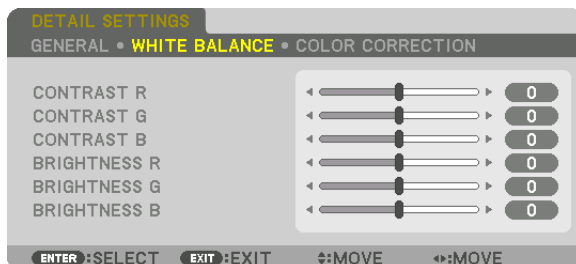 DETAIL SETTINGS
GENERAL • WHITE BALANCE • COLOR CORRECTION
CONTRAST R 0
CONTRAST G 0
CONTRAST B 0
BRIGHTNESS R 0
BRIGHTNESS G 0
BRIGHTNESS B 0
ENTER :SELECT EXIT :EXIT ♦:MOVE ◂▸:MOVE